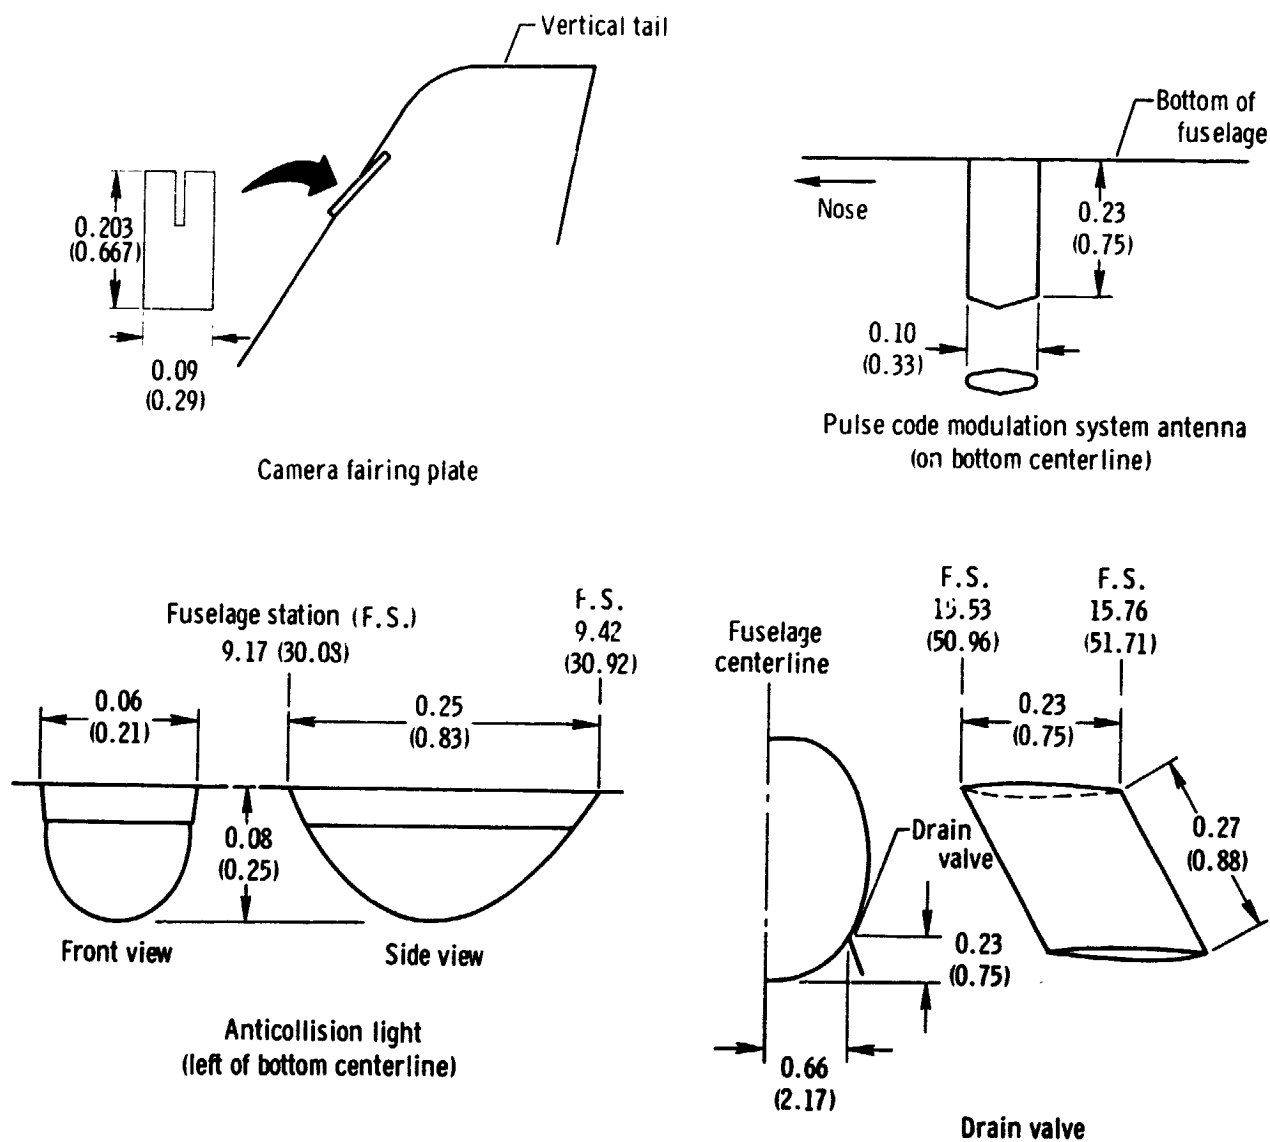 Vertical tail
0.203
(0.667)
0.09
(0.29)
Camera fairing plate
Bottom of
fuselage
Nose
0.23
(0.75)
0.10
(0.33)
Pulse code modulation system antenna
(on bottom centerline)
Fuselage station (F.S.)
9.17 (30.08)
F.S.
9.42
(30.92)
0.06
(0.21)
0.25
(0.83)
0.08
(0.25)
Front view
Side view
Anticollision light
(left of bottom centerline)
Fuselage
centerline
F.S.
15.53
(50.96)
F.S.
15.76
(51.71)
0.23
(0.75)
0.27
(0.88)
Drain
valve
0.23
(0.75)
0.66
(2.17)
Drain valve